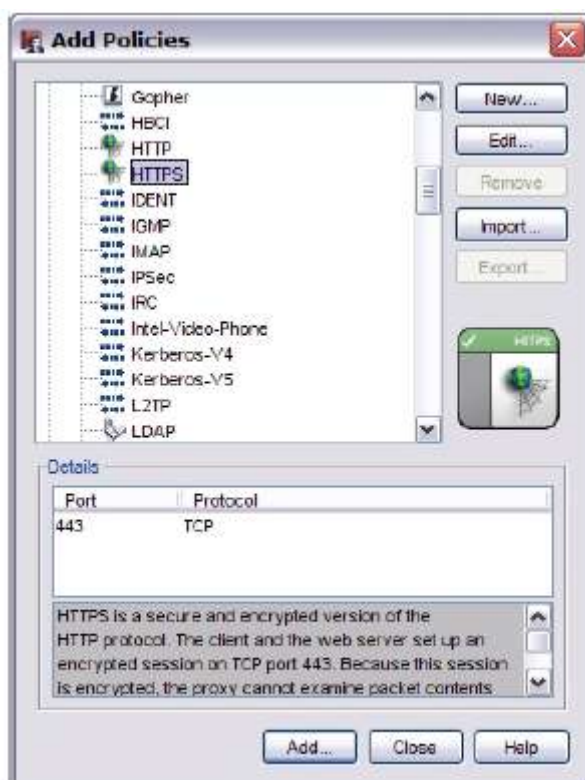 Add Policies
Gopher
HBCI
HTTP
HTTPS
IDENT
IGMP
IMAP
IPSec
IRC
Intel-Video-Phone
Kerberos-V4
Kerberos-V5
L2TP
LDAP
New...
Edit...
Remove
Import...
Export...
HTTPS
Details
Port Protocol
443 TCP
HTTPS is a secure and encrypted version of the
HTTP protocol. The client and the web server set up an
encrypted session on TCP port 443. Because this session
is encrypted, the proxy cannot examine packet contents
Add... Close Help